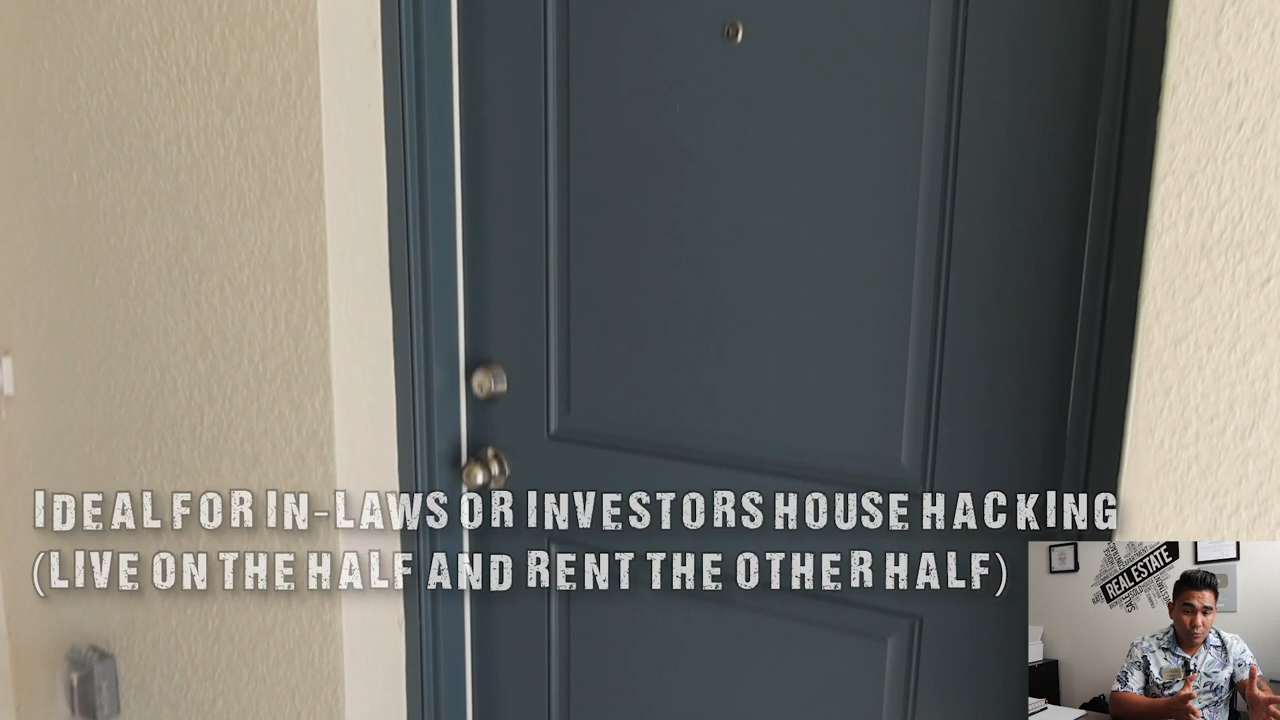 IDEAL FOR IN-LAWS OR INVESTORS HOUSE HACKING
(LIVE ON THE HALF AND RENT THE OTHER HALF)
REAL ESTATE